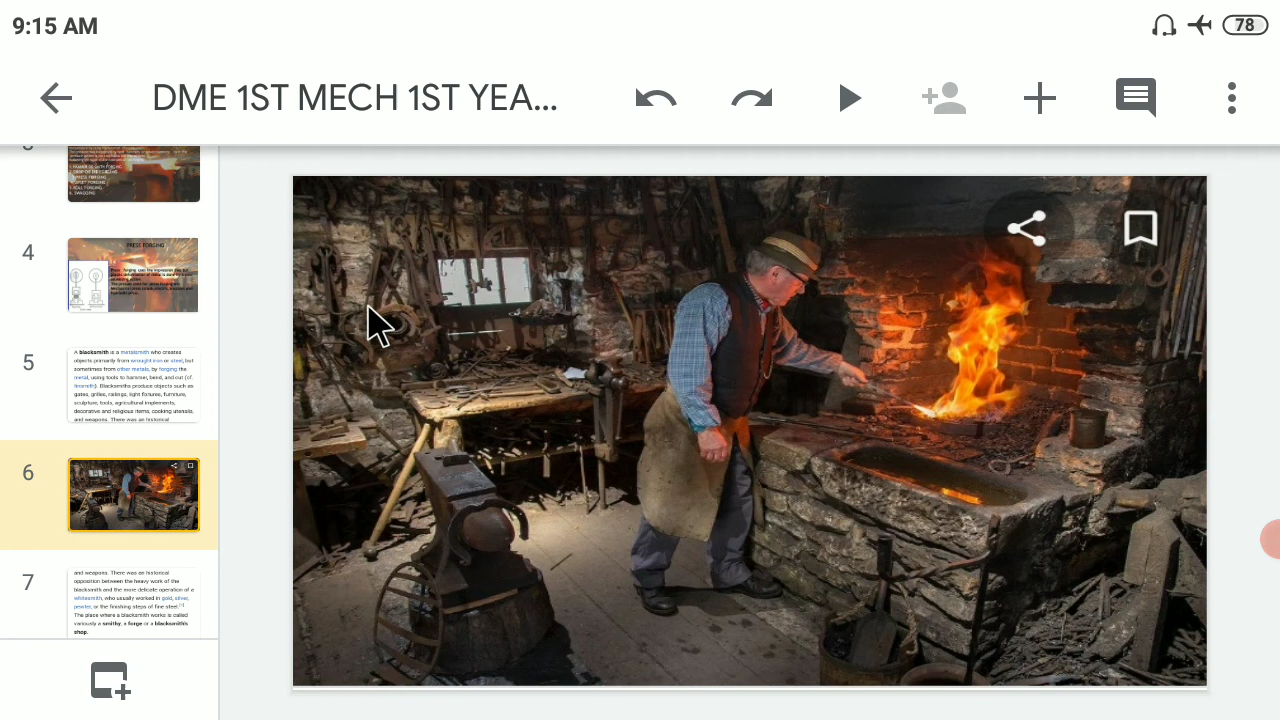 9:15 AM
78
DME 1ST MECH 1ST YEA...
4
PRESS FORGING
5
A blacksmith is a metalsmith who creates
objects primarily from wrought iron or steel, but
sometimes from other metals, by forging the
metal, using tools to hammer, bend, and cut (cf.
tinsmith). Blacksmiths produce objects such as
gates, grilles, railings, light fixtures, furniture,
sculpture, tools, agricultural implements,
decorative and religious items, cooking utensils,
and weapons. There was an historical
6
7
and weapons. There was an historical
opposition between the heavy work of the
blacksmith and the more delicate operation of a
whitesmith, who usually worked in gold, silver,
pewter, or the finishing steps of fine steel.
The place where a blacksmith works is called
variously a smithy, a forge or a blacksmith's
shop.